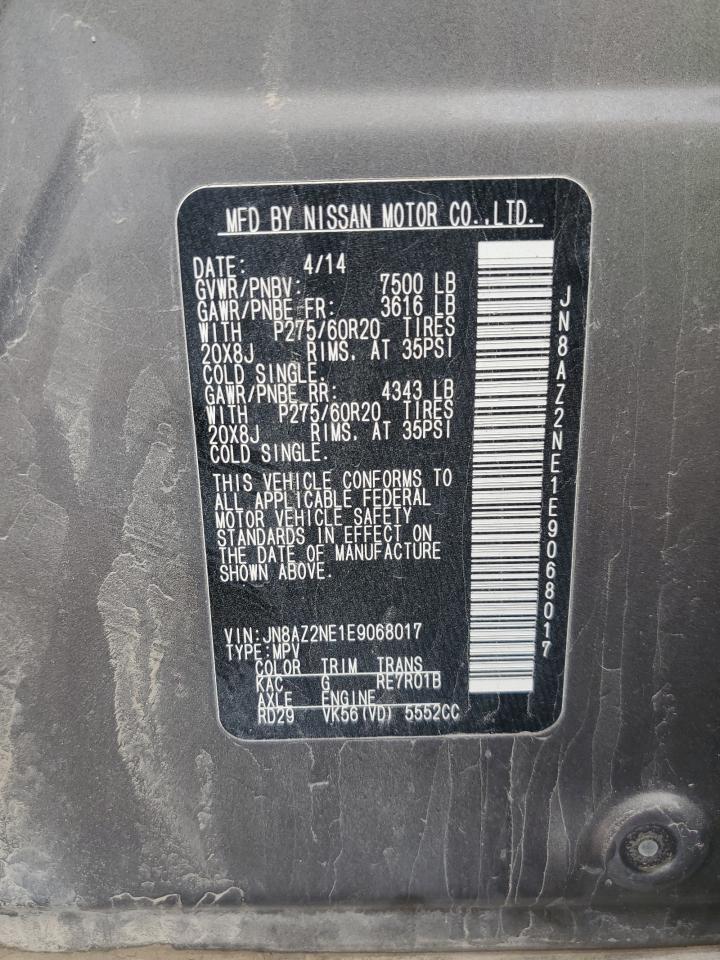 MFD BY NISSAN MOTOR CO.,LTD.
DATE: 4/14
GVWR/PNBV: 7500 LB
GAWR/PNBE FR: 3616 LB
WITH P275/60R20 TIRES
20X8J RIMS, AT 35PSI
COLD SINGLE.
GAWR/PNBE RR: 4343 LB
WITH P275/60R20 TIRES
20X8J RIMS, AT 35PSI
COLD SINGLE.
THIS VEHICLE CONFORMS TO
ALL APPLICABLE FEDERAL
MOTOR VEHICLE SAFETY
STANDARDS IN EFFECT ON
THE DATE OF MANUFACTURE
SHOWN ABOVE.
VIN:JN8AZ2NE1E9068017
TYPE:MPV
COLOR TRIM TRANS
KAC G RE7R01B
AXLE ENGINE
RD29 VK56(VD) 5552CC
JN8AZ2NE1E9068017